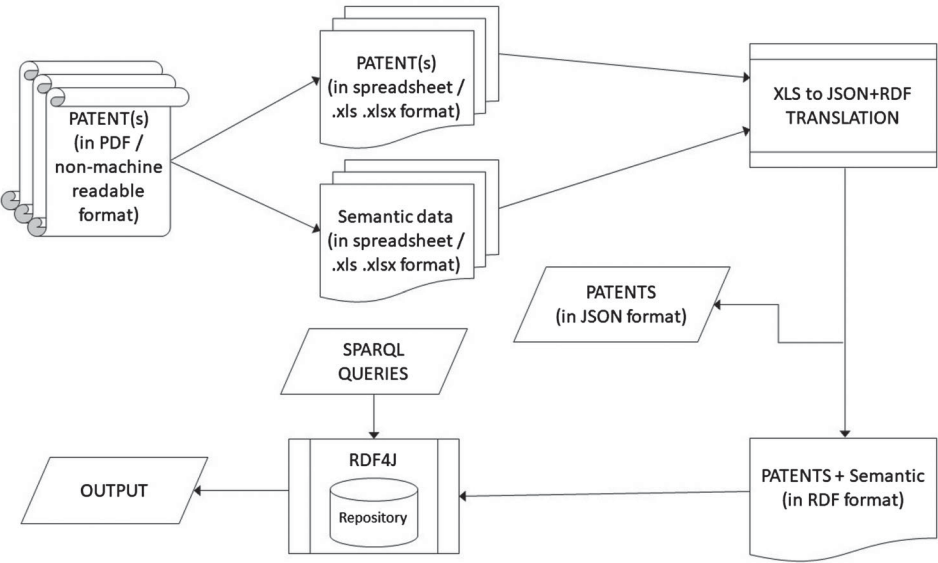 PATENT(s)
(in PDF /
non-machine
readable
format)
PATENT(s)
(in spreadsheet /
.xls .xlsx format)
Semantic data
(in spreadsheet /
.xls .xlsx format)
XLS to JSON+RDF
TRANSLATION
PATENTS
(in JSON format)
SPARQL
QUERIES
RDF4J
Repository
OUTPUT
PATENTS + Semantic
(in RDF format)